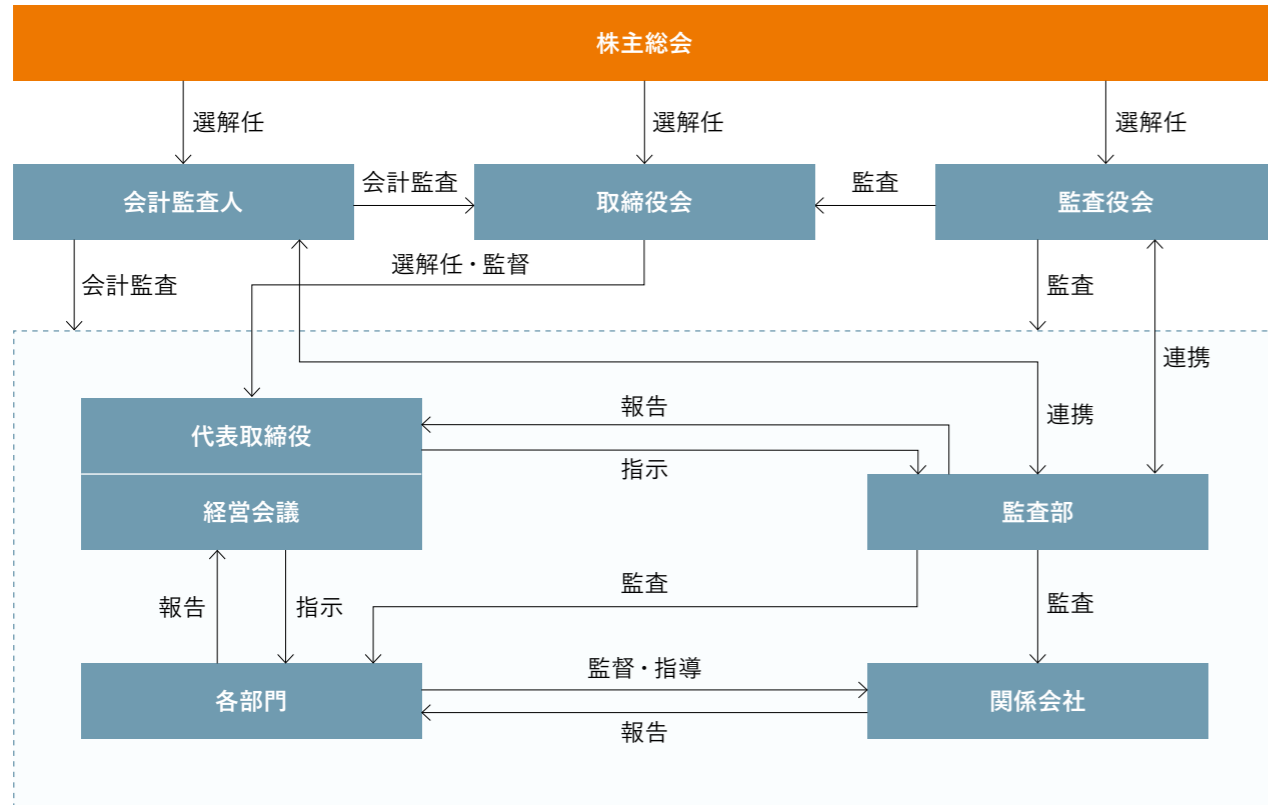 株主総会
選解任
選解任
選解任
会計監査人
会計監査
取締役会
監査
監査役会
選解任・監督
会計監査
監査
連携
報告
連携
代表取締役
指示
経営会議
監査部
監査
報告
指示
監査
監督・指導
各部門
関係会社
報告